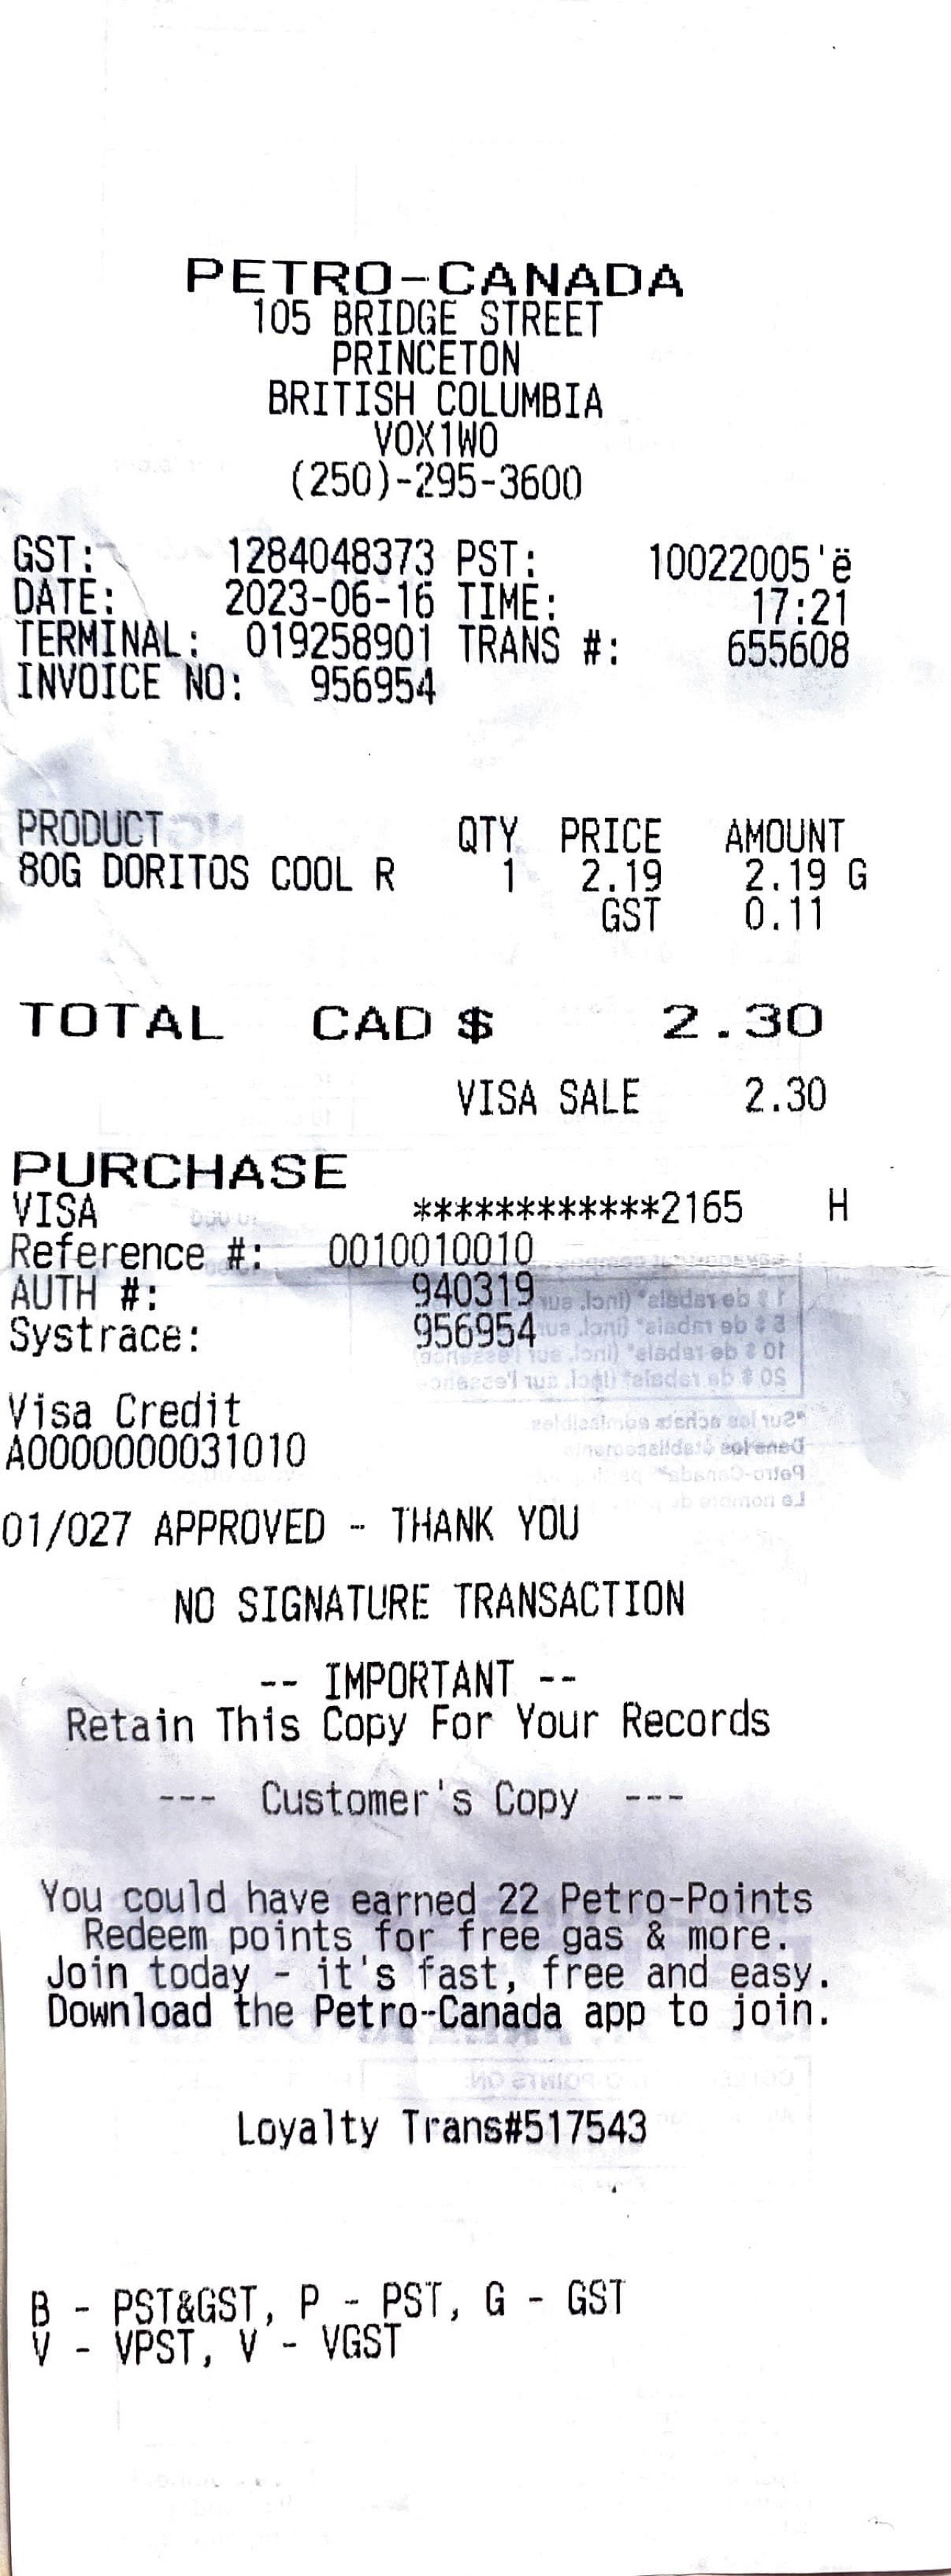 PETRO-CANADA
105 BRIDGE STREET
PRINCETON
BRITISH COLUMBIA
V0X1W0
(250)-295-3600
GST: 1284048373 PST: 10022005'ë
DATE: 2023-06-16 TIME: 17:21
TERMINAL: 019258901 TRANS #: 655608
INVOICE NO: 956954
PRODUCT QTY PRICE AMOUNT
80G DORITOS COOL R 1 2.19 2.19 G
GST 0.11
TOTAL CAD $ 2.30
VISA SALE 2.30
PURCHASE
VISA ************2165 H
Reference #: 0010010010
AUTH #: 940319
Systrace: 956954
Visa Credit
A0000000031010
01/027 APPROVED - THANK YOU
NO SIGNATURE TRANSACTION
-- IMPORTANT --
Retain This Copy For Your Records
--- Customer's Copy ---
You could have earned 22 Petro-Points
Redeem points for free gas & more.
Join today - it's fast, free and easy.
Download the Petro-Canada app to join.
Loyalty Trans#517543
B - PST&GST, P - PST, G - GST
V - VPST, V - VGST